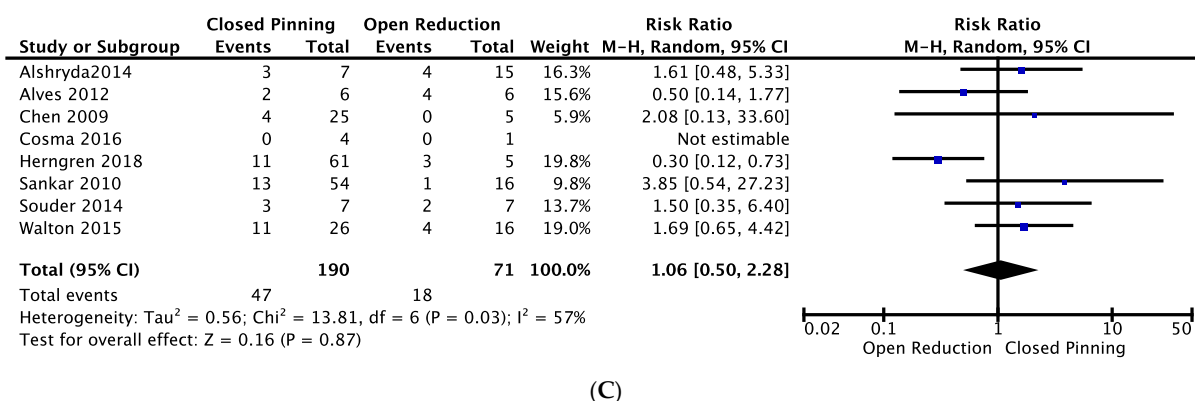 Closed Pinning Open Reduction Risk Ratio Risk Ratio
Study or Subgroup Events Total Events Total Weight M-H, Random, 95% CI M-H, Random, 95% CI
Alshryda2014 3 7 4 15 16.3% 1.61 [0.48, 5.33]
Alves 2012 2 6 4 6 15.6% 0.50 [0.14, 1.77]
Chen 2009 4 25 0 5 5.9% 2.08 [0.13, 33.60]
Cosma 2016 0 4 0 1 Not estimable
Herngren 2018 11 61 3 5 19.8% 0.30 [0.12, 0.73]
Sankar 2010 13 54 1 16 9.8% 3.85 [0.54, 27.23]
Souder 2014 3 7 2 7 13.7% 1.50 [0.35, 6.40]
Walton 2015 11 26 4 16 19.0% 1.69 [0.65, 4.42]
Total (95% CI) 190 71 100.0% 1.06 [0.50, 2.28]
Total events 47 18
Heterogeneity: Tau² = 0.56; Chi² = 13.81, df = 6 (P = 0.03); I² = 57%
Test for overall effect: Z = 0.16 (P = 0.87)
0.02 0.1 1 10 50
Open Reduction Closed Pinning
(C)